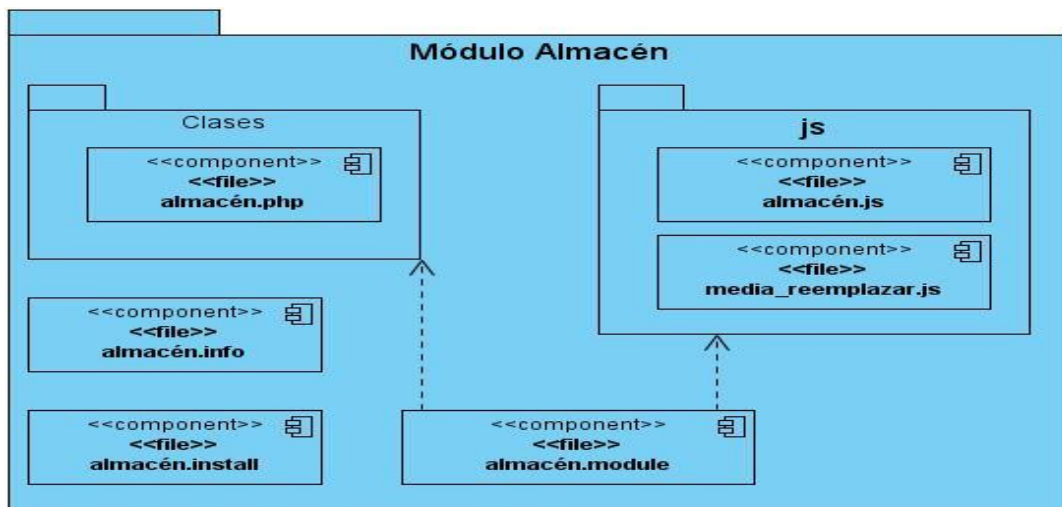 Módulo Almacén
Clases
<<component>>
<<file>>
almacén.php
js
<<component>>
<<file>>
almacén.js
<<component>>
<<file>>
media_reemplazar.js
<<component>>
<<file>>
almacén.info
<<component>>
<<file>>
almacén.install
<<component>>
<<file>>
almacén.module